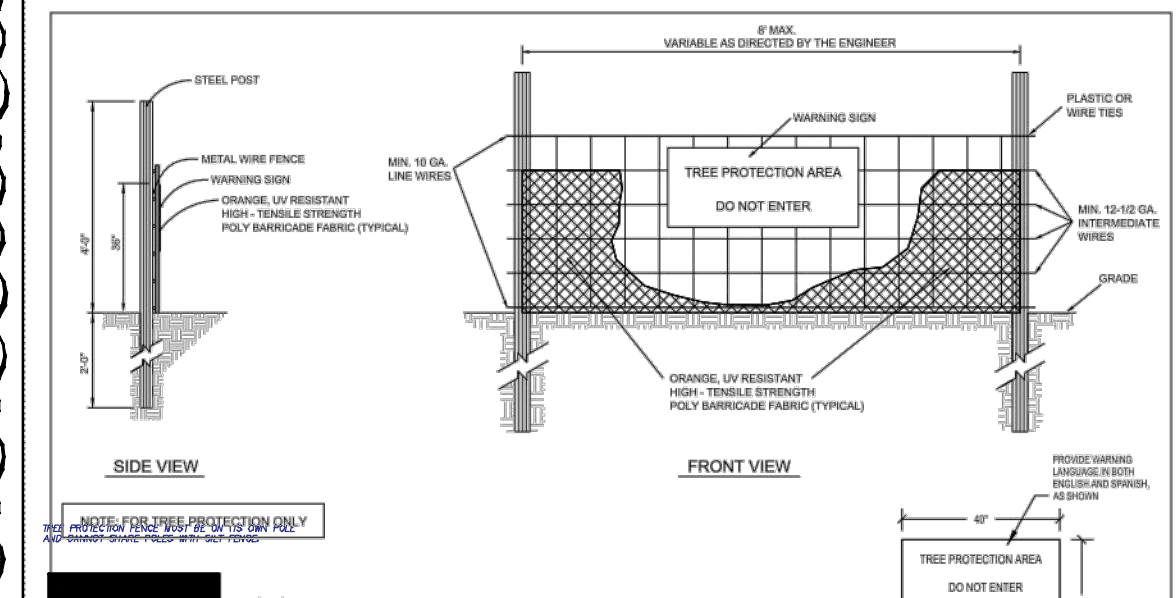 STEEL POST
METAL WIRE FENCE
WARNING SIGN
ORANGE, UV RESISTANT
HIGH - TENSILE STRENGTH
POLY BARRICADE FABRIC (TYPICAL)
4'-0"
36"
2'-0"
SIDE VIEW
8' MAX.
VARIABLE AS DIRECTED BY THE ENGINEER
MIN. 10 GA.
LINE WIRES
WARNING SIGN
TREE PROTECTION AREA
DO NOT ENTER
PLASTIC OR
WIRE TIES
MIN. 12-1/2 GA.
INTERMEDIATE
WIRES
GRADE
ORANGE, UV RESISTANT
HIGH - TENSILE STRENGTH
POLY BARRICADE FABRIC (TYPICAL)
FRONT VIEW
NOTE: FOR TREE PROTECTION ONLY
TREE PROTECTION FENCE MUST BE ON ITS OWN POLE
AND CANNOT SHARE POLES WITH SILT FENCE.
PROVIDE WARNING
LANGUAGE IN BOTH
ENGLISH AND SPANISH,
AS SHOWN
40"
TREE PROTECTION AREA
DO NOT ENTER